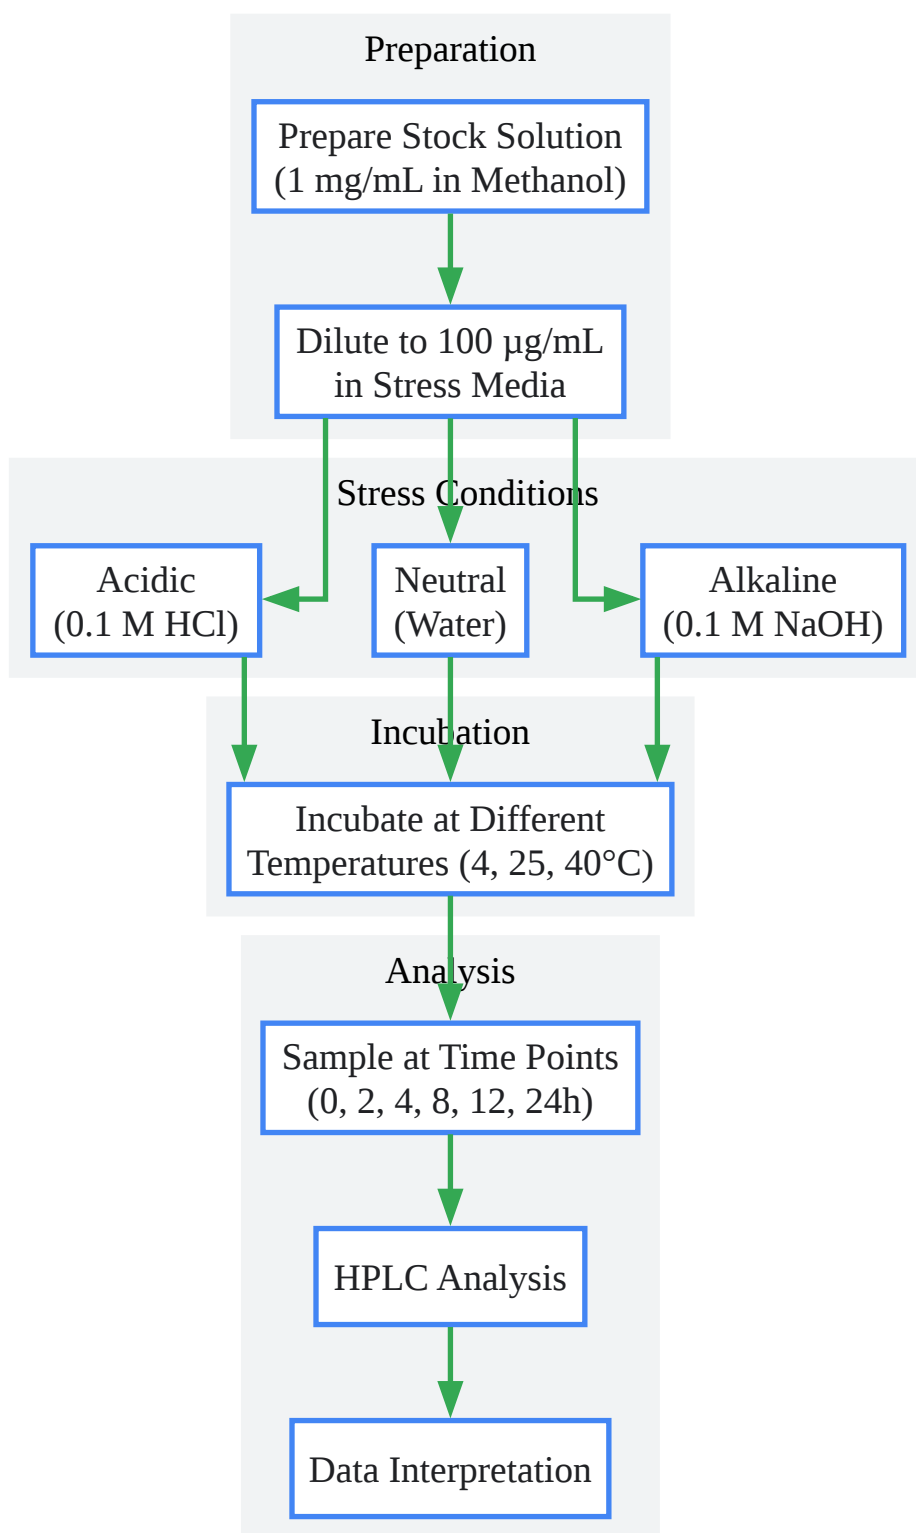 Preparation
Prepare Stock Solution
(1 mg/mL in Methanol)
Dilute to 100 µg/mL
in Stress Media
Stress Conditions
Acidic
(0.1 M HCl)
Neutral
(Water)
Alkaline
(0.1 M NaOH)
Incubation
Incubate at Different
Temperatures (4, 25, 40°C)
Analysis
Sample at Time Points
(0, 2, 4, 8, 12, 24h)
HPLC Analysis
Data Interpretation